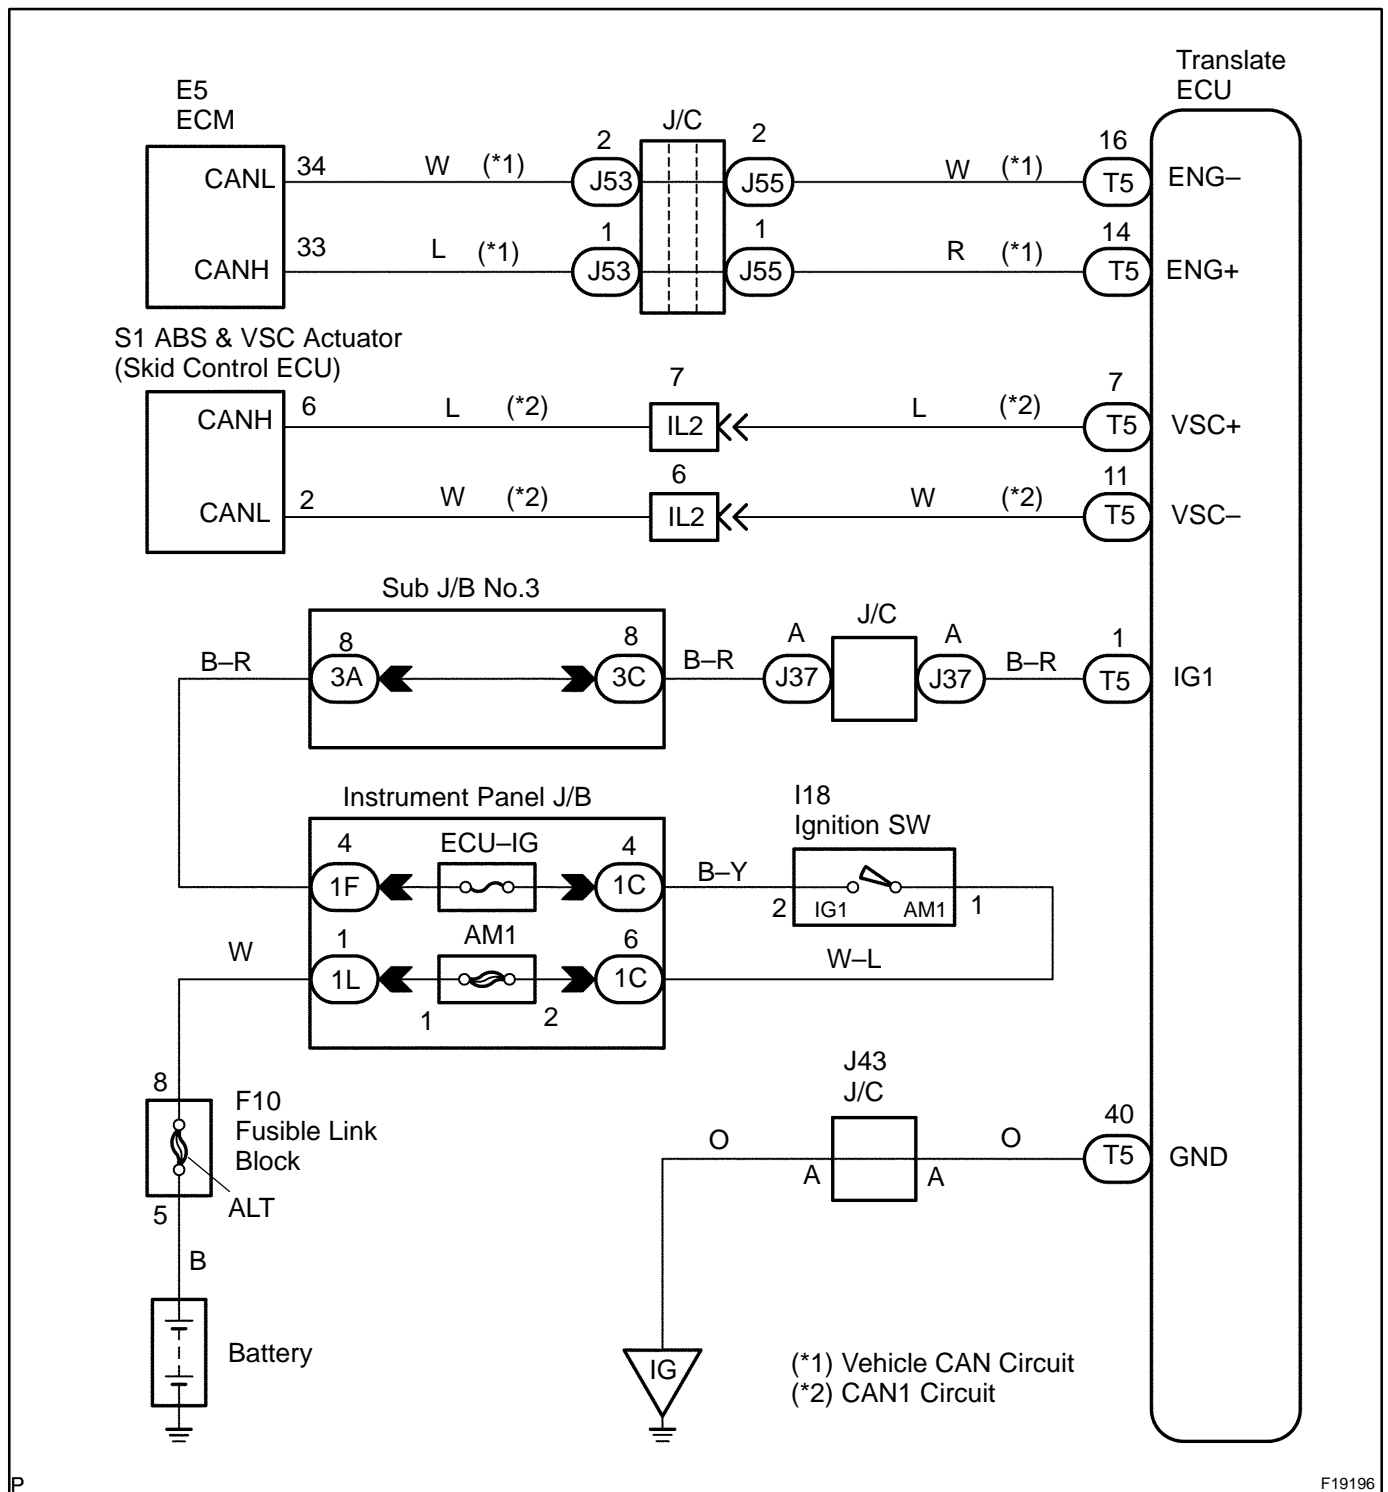 Translate
ECU
E5
ECM
J/C
CANL 34 W (*1) 2 J53 2 J55 W (*1) 16 T5 ENG–
CANH 33 L (*1) 1 J53 1 J55 R (*1) 14 T5 ENG+
S1 ABS & VSC Actuator
(Skid Control ECU)
CANH 6 L (*2) 7 IL2 L (*2) 7 T5 VSC+
CANL 2 W (*2) 6 IL2 W (*2) 11 T5 VSC–
Sub J/B No.3
J/C
B–R 8 3A 8 3C B–R A J37 A J37 B–R 1 T5 IG1
Instrument Panel J/B
I18
Ignition SW
4 1F ECU–IG 4 1C B–Y 2 IG1 AM1 1
W 1 1L AM1 1 2 6 1C W–L
8
F10
Fusible Link
Block
ALT
5
B
Battery
J43
J/C
O A A O 40 T5 GND
IG
(*1) Vehicle CAN Circuit
(*2) CAN1 Circuit
P
F19196